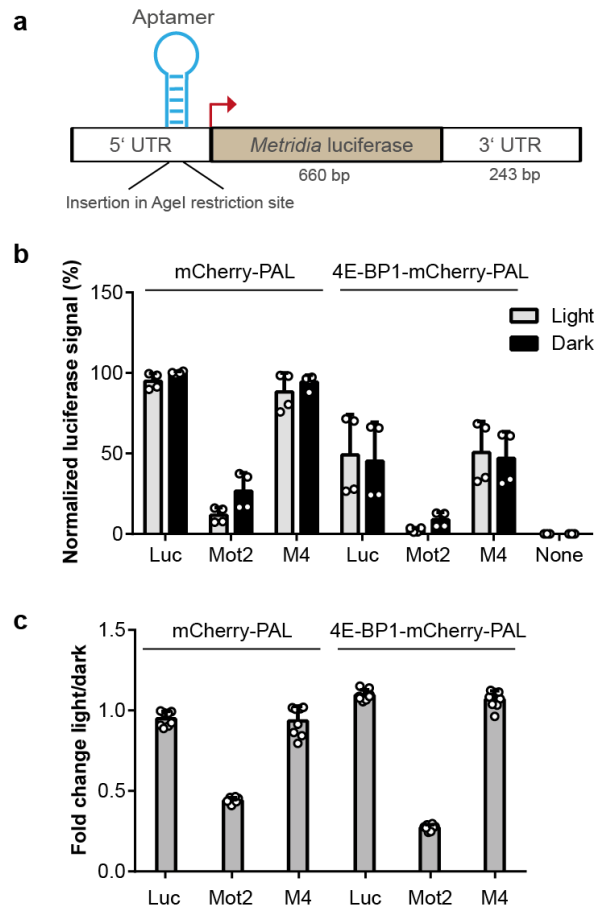 a
Aptamer
5‘ UTR
Metridia luciferase
3‘ UTR
660 bp
243 bp
Insertion in AgeI restriction site
b
mCherry-PAL
4E-BP1-mCherry-PAL
Normalized luciferase signal (%)
150
100
50
0
Light
Dark
Luc
Mot2
M4
Luc
Mot2
M4
None
c
mCherry-PAL
4E-BP1-mCherry-PAL
Fold change light/dark
1.5
1.0
0.5
0.0
Luc
Mot2
M4
Luc
Mot2
M4